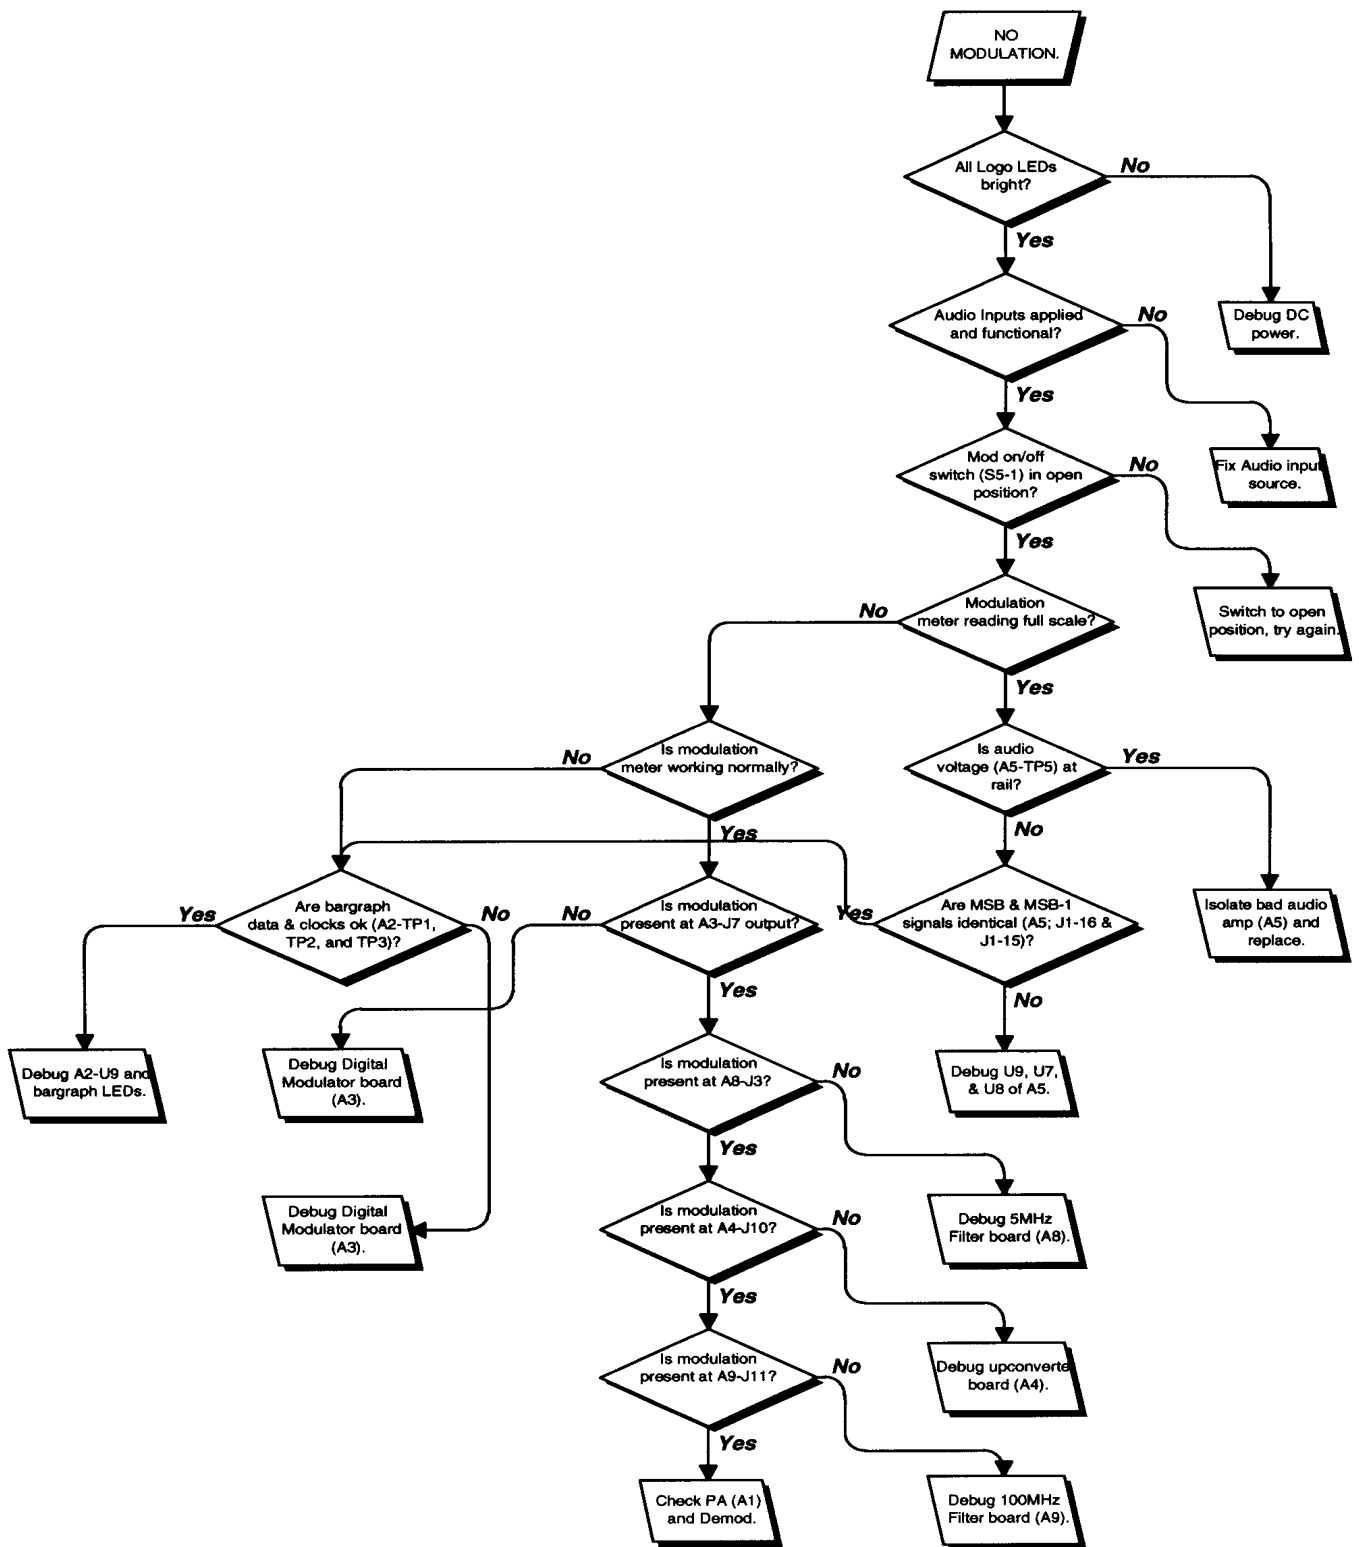 NO
MODULATION.
All Logo LEDs
bright?
No
Yes
Debug DC
power.
Audio Inputs applied
and functional?
No
Yes
Fix Audio input
source.
Mod on/off
switch (S5-1) in open
position?
No
Yes
Switch to open
position, try again.
Modulation
meter reading full scale?
No
Yes
Is modulation
meter working normally?
No
Yes
Is audio
voltage (A5-TP5) at
rail?
Yes
No
Isolate bad audio
amp (A5) and
replace.
Are bargraph
data & clocks ok (A2-TP1,
TP2, and TP3)?
Yes
No
Is modulation
present at A3-J7 output?
No
Yes
Are MSB & MSB-1
signals identical (A5; J1-16 &
J1-15)?
Yes
No
Debug A2-U9 and
bargraph LEDs.
Debug Digital
Modulator board
(A3).
Is modulation
present at A8-J3?
No
Yes
Debug U9, U7,
& U8 of A5.
Debug Digital
Modulator board
(A3).
Is modulation
present at A4-J10?
No
Yes
Debug 5MHz
Filter board (A8).
Is modulation
present at A9-J11?
No
Yes
Debug upconverte
board (A4).
Check PA (A1)
and Demod.
Debug 100MHz
Filter board (A9).